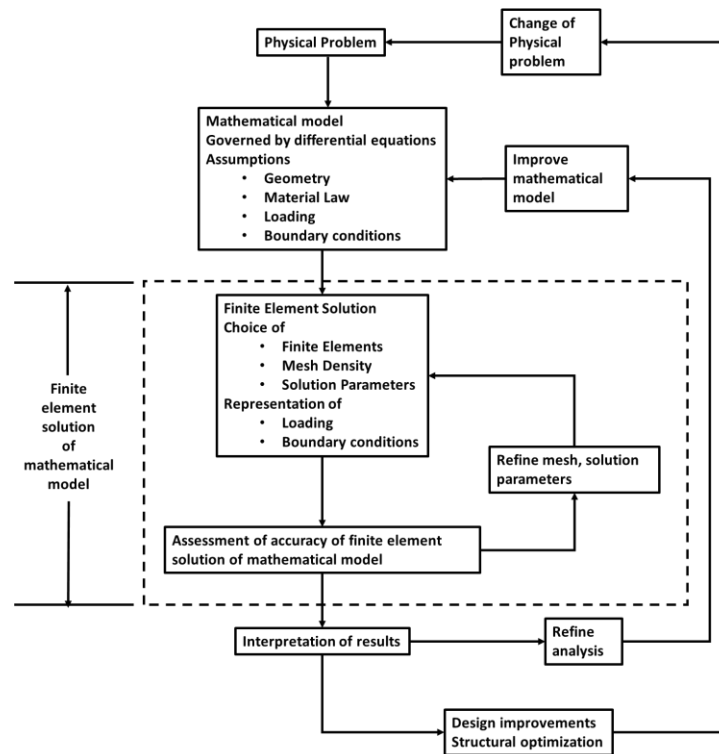 Physical Problem
Change of
Physical
problem
Mathematical model
Governed by differential equations
Assumptions
• Geometry
• Material Law
• Loading
• Boundary conditions
Improve
mathematical
model
Finite Element Solution
Choice of
• Finite Elements
• Mesh Density
• Solution Parameters
Representation of
• Loading
• Boundary conditions
Finite
element
solution
of
mathematical
model
Refine mesh, solution
parameters
Assessment of accuracy of finite element
solution of mathematical model
Interpretation of results
Refine
analysis
Design improvements
Structural optimization